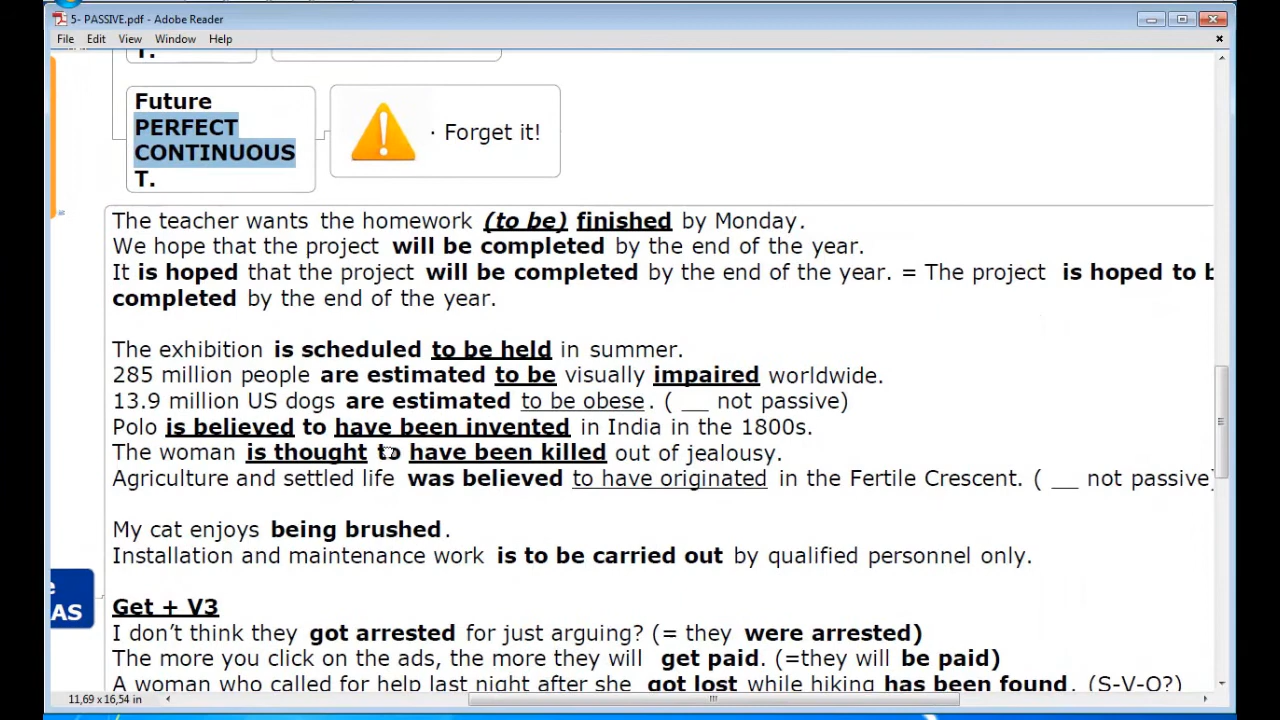 5- PASSIVE.pdf - Adobe Reader
File Edit View Window Help
T.
Future
PERFECT
CONTINUOUS
T.
· Forget it!
The teacher wants the homework (to be) finished by Monday.
We hope that the project will be completed by the end of the year.
It is hoped that the project will be completed by the end of the year. = The project is hoped to b
completed by the end of the year.
The exhibition is scheduled to be held in summer.
285 million people are estimated to be visually impaired worldwide.
13.9 million US dogs are estimated to be obese. ( __ not passive)
Polo is believed to have been invented in India in the 1800s.
The woman is thought to have been killed out of jealousy.
Agriculture and settled life was believed to have originated in the Fertile Crescent. ( __ not passive)
My cat enjoys being brushed.
Installation and maintenance work is to be carried out by qualified personnel only.
e
AS
Get + V3
I don't think they got arrested for just arguing? (= they were arrested)
The more you click on the ads, the more they will get paid. (=they will be paid)
A woman who called for help last night after she got lost while hiking has been found. (S-V-O?)
11,69 x 16,54 in